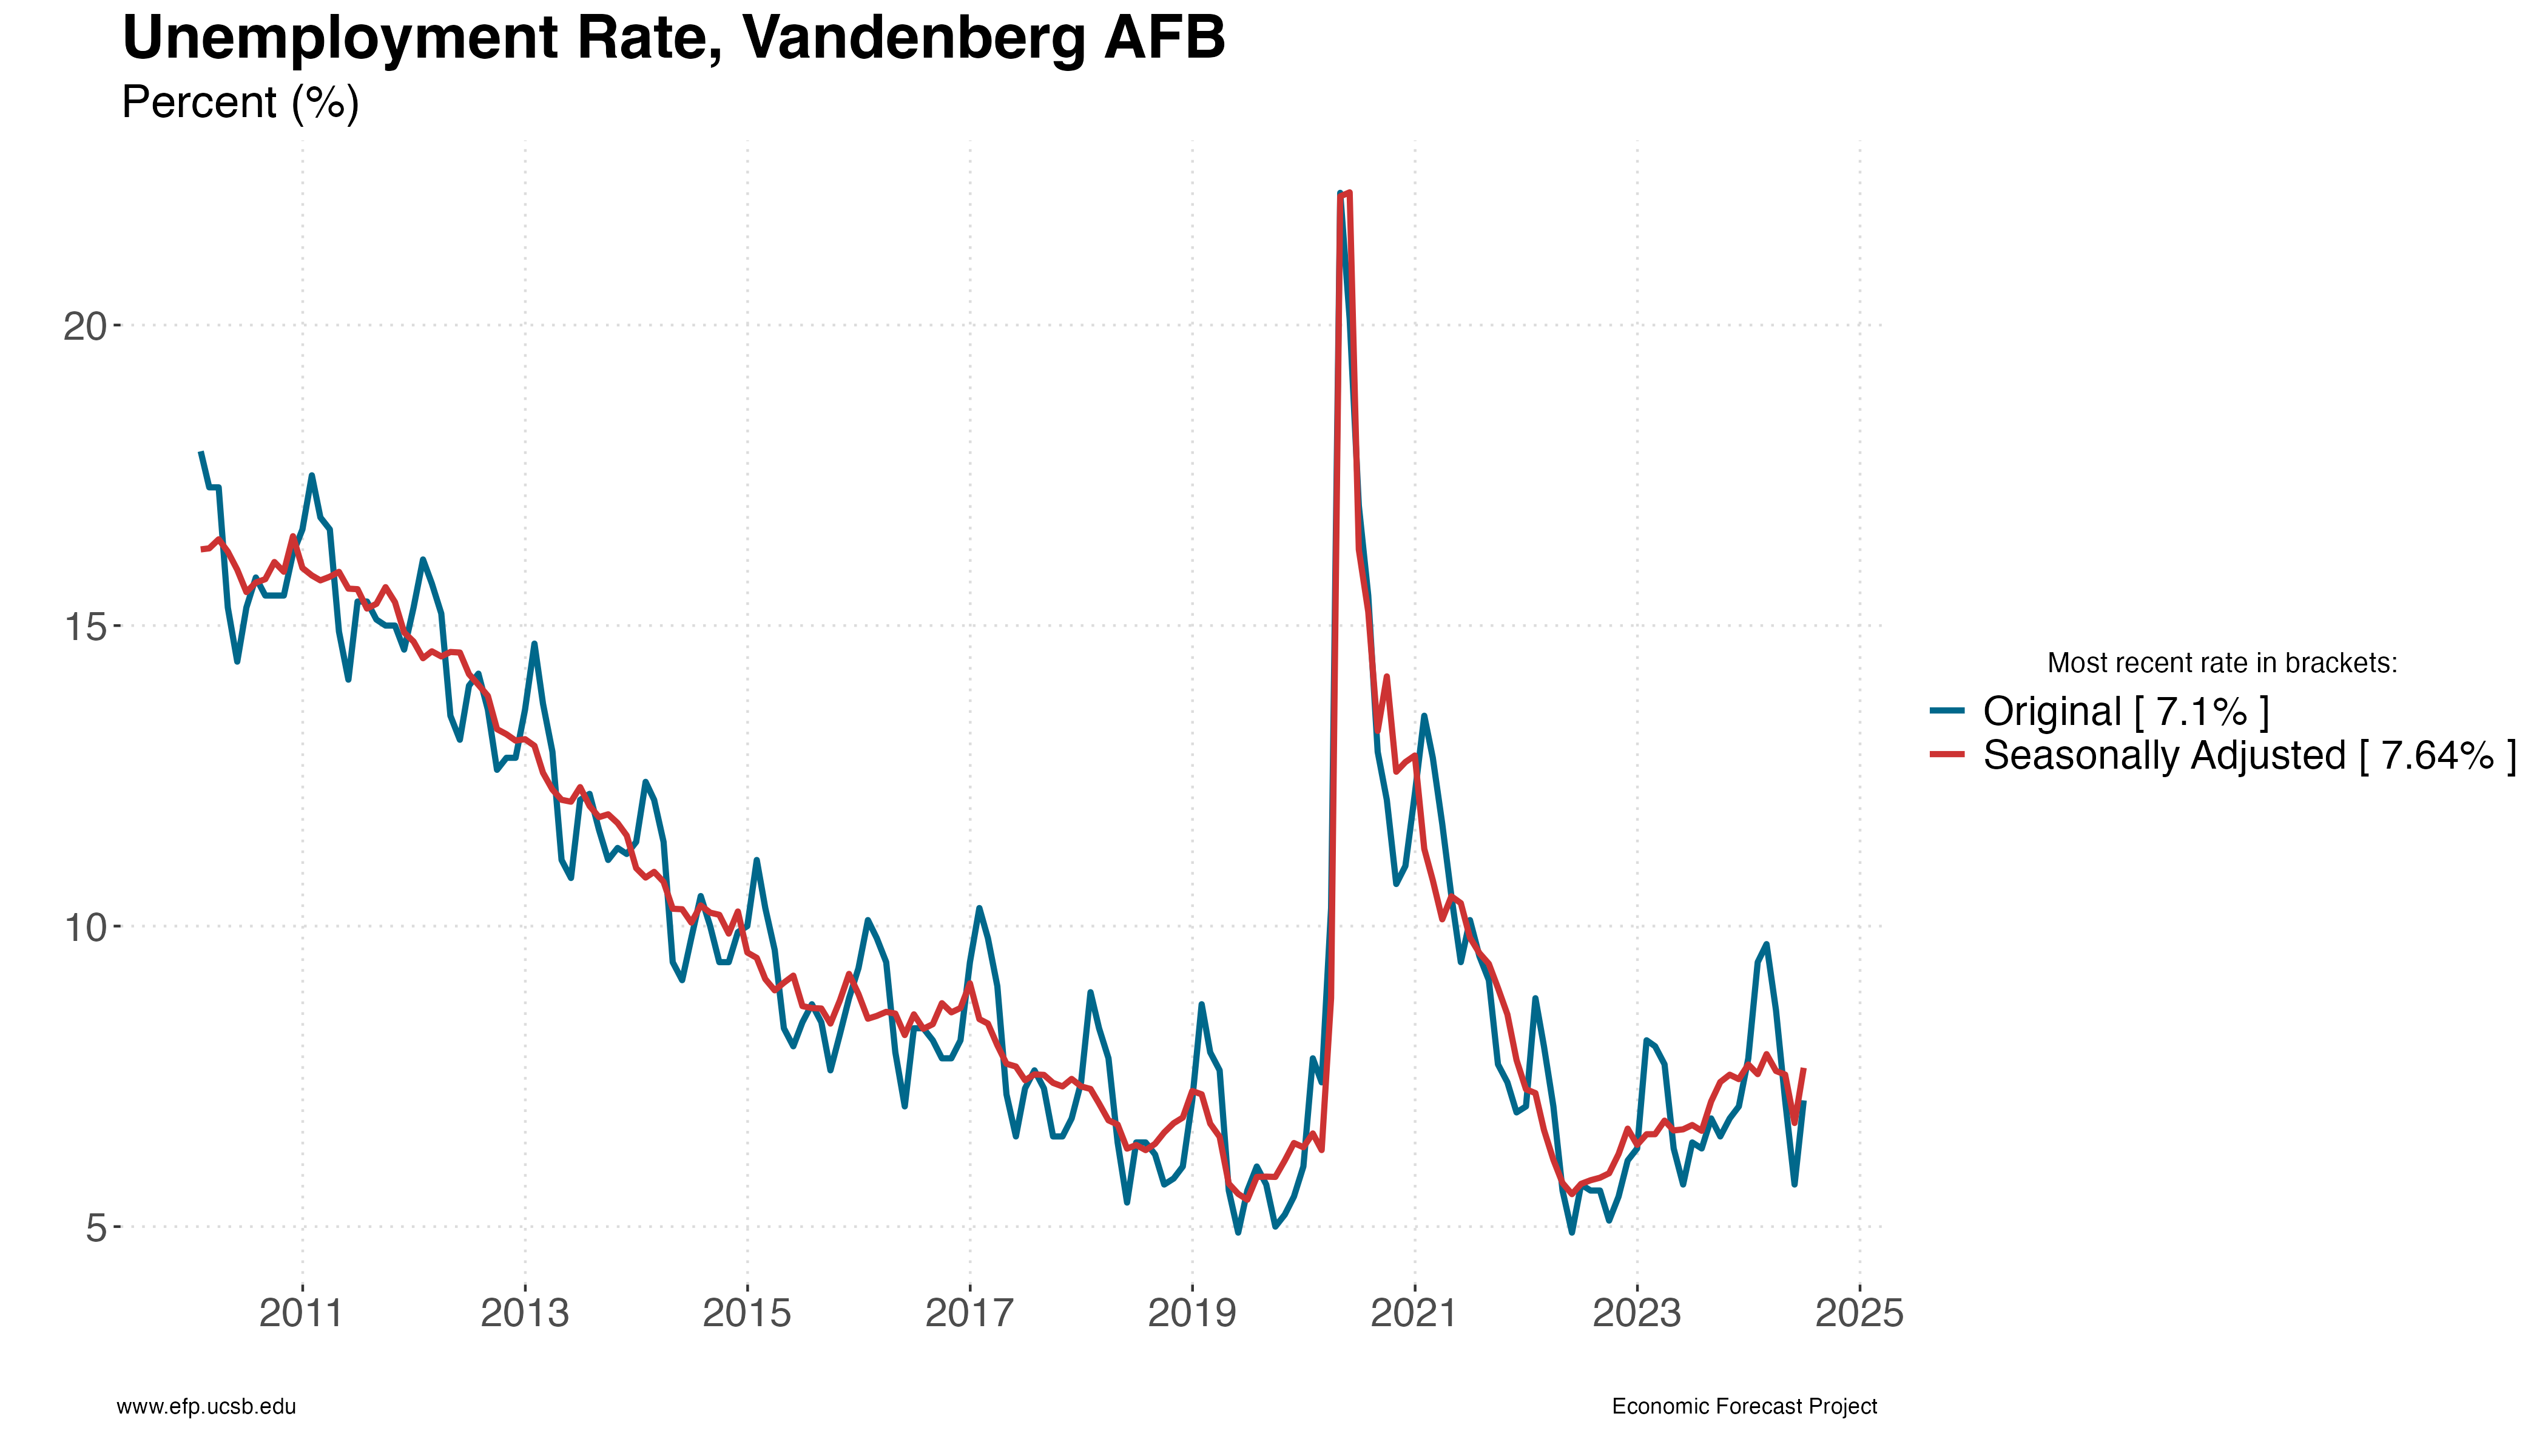 Unemployment Rate, Vandenberg AFB
Percent (%)
20
15
10
5
2011 2013 2015 2017 2019 2021 2023 2025
Most recent rate in brackets:
Original [ 7.1% ]
Seasonally Adjusted [ 7.64% ]
www.efp.ucsb.edu
Economic Forecast Project